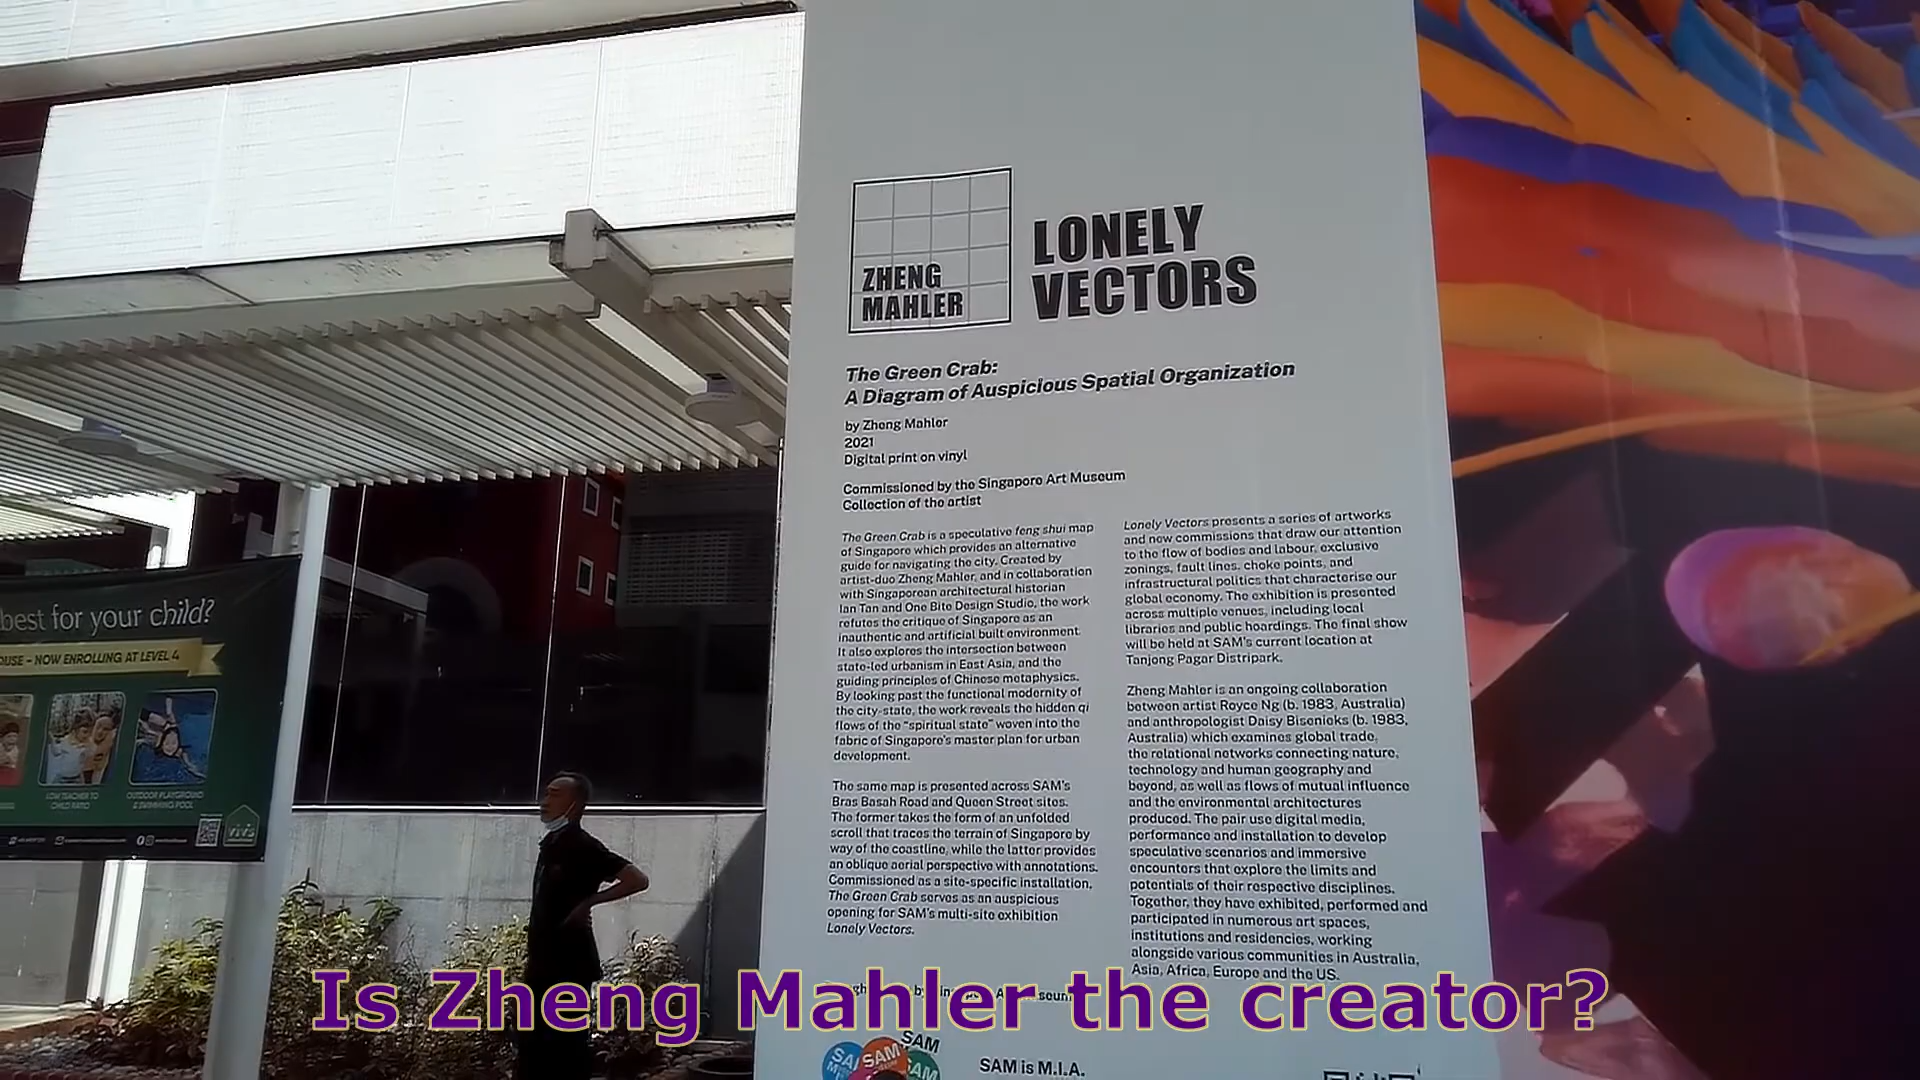 ZHENG
MAHLER
LONELY
VECTORS
The Green Crab:
A Diagram of Auspicious Spatial Organization
by Zheng Mahler
2021
Digital print on vinyl
Commissioned by the Singapore Art Museum
Collection of the artist
The Green Crab is a speculative feng shui map
of Singapore which provides an alternative
guide for navigating the city. Created by
artist-duo Zheng Mahler, and in collaboration
with Singaporean architectural historian
Ian Tan and One Bite Design Studio, the work
refutes the critique of Singapore as an
inauthentic and artificial built environment.
It also explores the intersection between
state-led urbanism in East Asia, and the
guiding principles of Chinese metaphysics.
By looking past the functional modernity of
the city-state, the work reveals the hidden qi
flows of the “spiritual state” woven into the
fabric of Singapore's master plan for urban
development.
The same map is presented across SAM's
Bras Basah Road and Queen Street sites.
The former takes the form of an unfolded
scroll that traces the terrain of Singapore by
way of the coastline, while the latter provides
an oblique aerial perspective with annotations.
Commissioned as a site-specific installation,
The Green Crab serves as an auspicious
opening for SAM's multi-site exhibition
Lonely Vectors.
Lonely Vectors presents a series of artworks
and new commissions that draw our attention
to the flow of bodies and labour, exclusive
zonings, fault lines, choke points, and
infrastructural politics that characterise our
global economy. The exhibition is presented
across multiple venues, including local
libraries and public hoardings. The final show
will be held at SAM's current location at
Tanjong Pagar Distripark.
Zheng Mahler is an ongoing collaboration
between artist Royce Ng (b. 1983, Australia)
and anthropologist Daisy Bisenieks (b. 1983,
Australia) which examines global trade,
the relational networks connecting nature,
technology and human geography and
beyond, as well as flows of mutual influence
and the environmental architectures
produced. The pair use digital media,
performance and installation to develop
speculative scenarios and immersive
encounters that explore the limits and
potentials of their respective disciplines.
Together, they have exhibited, performed and
participated in numerous art spaces,
institutions and residencies, working
alongside various communities in Australia,
Asia, Africa, Europe and the US.
SAM
SAM
SAM is M.I.A.
best for your child?
NOW ENROLLING AT LEVEL 4
LOW TEACHER TO
CHILD RATIO
OUTDOOR PLAYGROUND
& SWIMMING POOL
vivis
Is Zheng Mahler the creator?